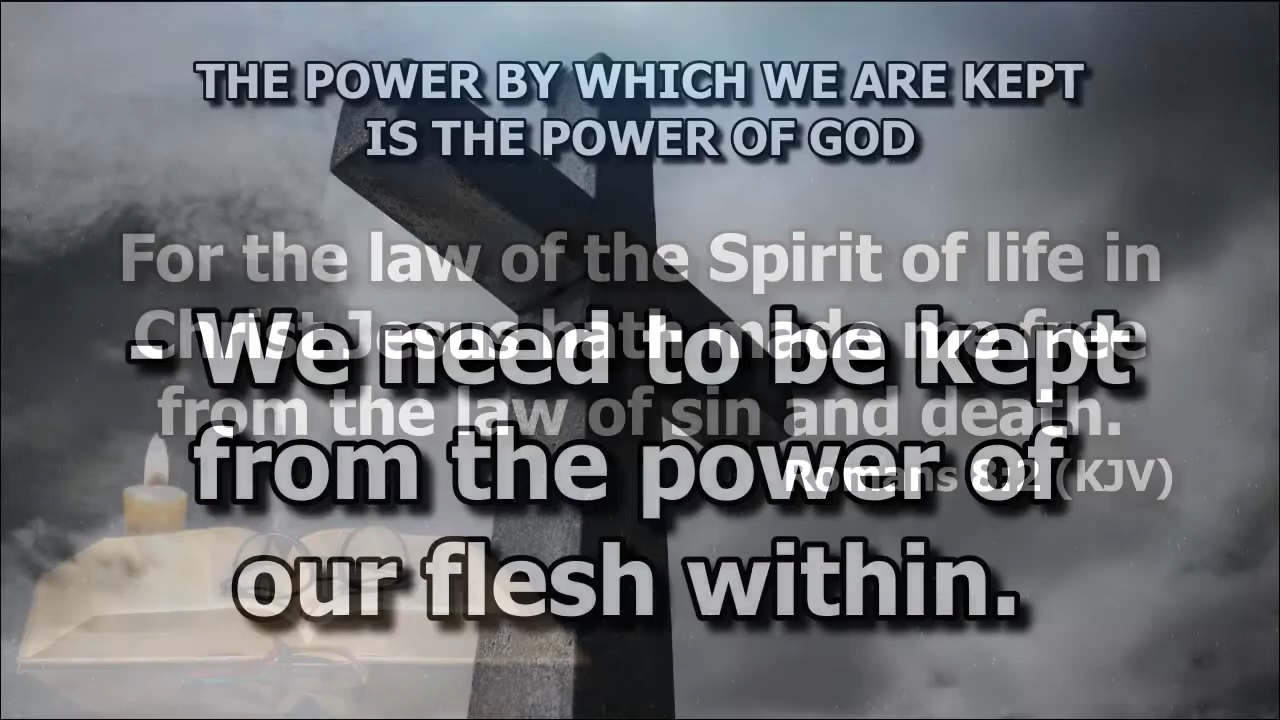 THE POWER BY WHICH WE ARE KEPT
IS THE POWER OF GOD
For the law of the Spirit of life in
Christ Jesus hath made me free
from the law of sin and death.
Romans 8:2 (KJV)
- We need to be kept
from the power of
our flesh within.